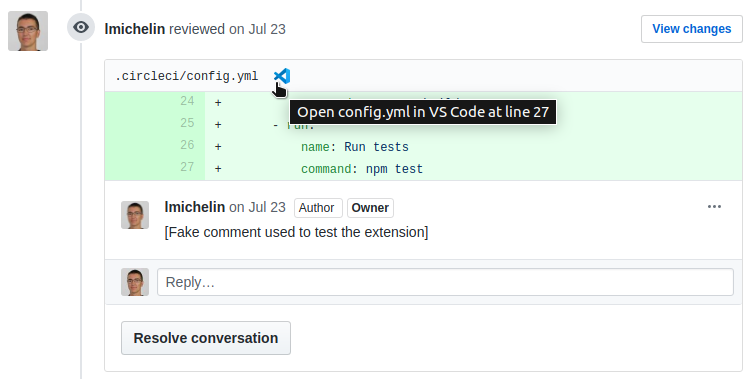 lmichelin reviewed on Jul 23
View changes
.circleci/config.yml
24 +
Open config.yml in VS Code at line 27
25 + - run:
26 + name: Run tests
27 + command: npm test
lmichelin on Jul 23 Author Owner
[Fake comment used to test the extension]
Reply…
Resolve conversation